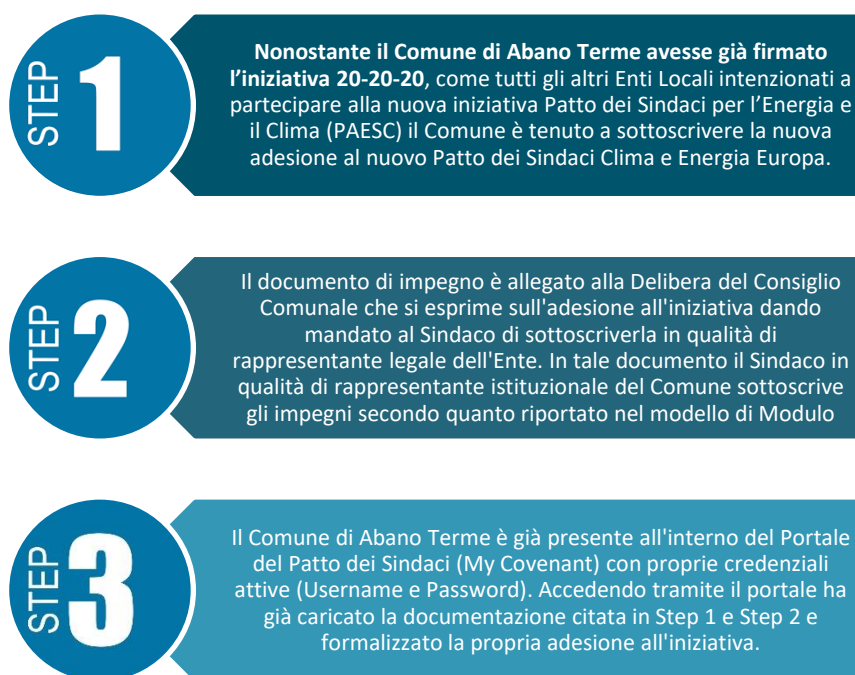 STEP 1
Nonostante il Comune di Abano Terme avesse già firmato
l'iniziativa 20-20-20, come tutti gli altri Enti Locali intenzionati a
partecipare alla nuova iniziativa Patto dei Sindaci per l'Energia e
il Clima (PAESC) il Comune è tenuto a sottoscrivere la nuova
adesione al nuovo Patto dei Sindaci Clima e Energia Europa.
STEP 2
Il documento di impegno è allegato alla Delibera del Consiglio
Comunale che si esprime sull'adesione all'iniziativa dando
mandato al Sindaco di sottoscriverla in qualità di
rappresentante legale dell'Ente. In tale documento il Sindaco in
qualità di rappresentante istituzionale del Comune sottoscrive
gli impegni secondo quanto riportato nel modello di Modulo
STEP 3
Il Comune di Abano Terme è già presente all'interno del Portale
del Patto dei Sindaci (My Covenant) con proprie credenziali
attive (Username e Password). Accedendo tramite il portale ha
già caricato la documentazione citata in Step 1 e Step 2 e
formalizzato la propria adesione all'iniziativa.